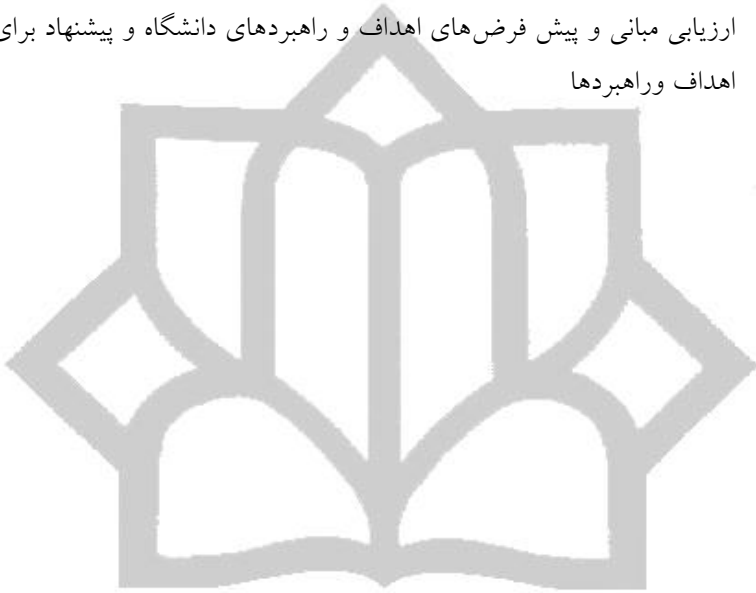 ارزیابی مبانی و پیش فرض‌های اهداف و راهبردهای دانشگاه و پیشنهاد برای
اهداف وراهبردها